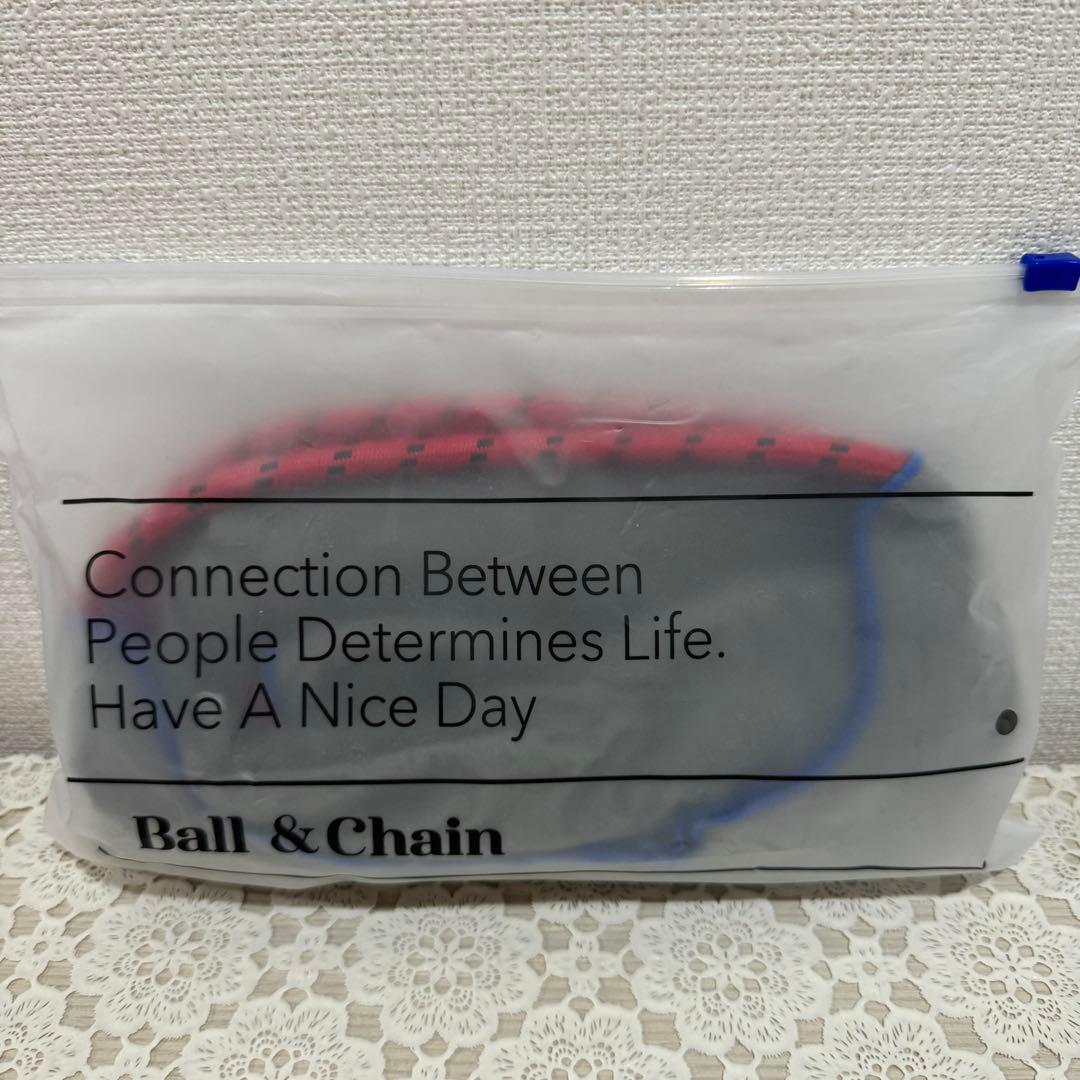 Connection Between
People Determines Life.
Have A Nice Day
Ball & Chain